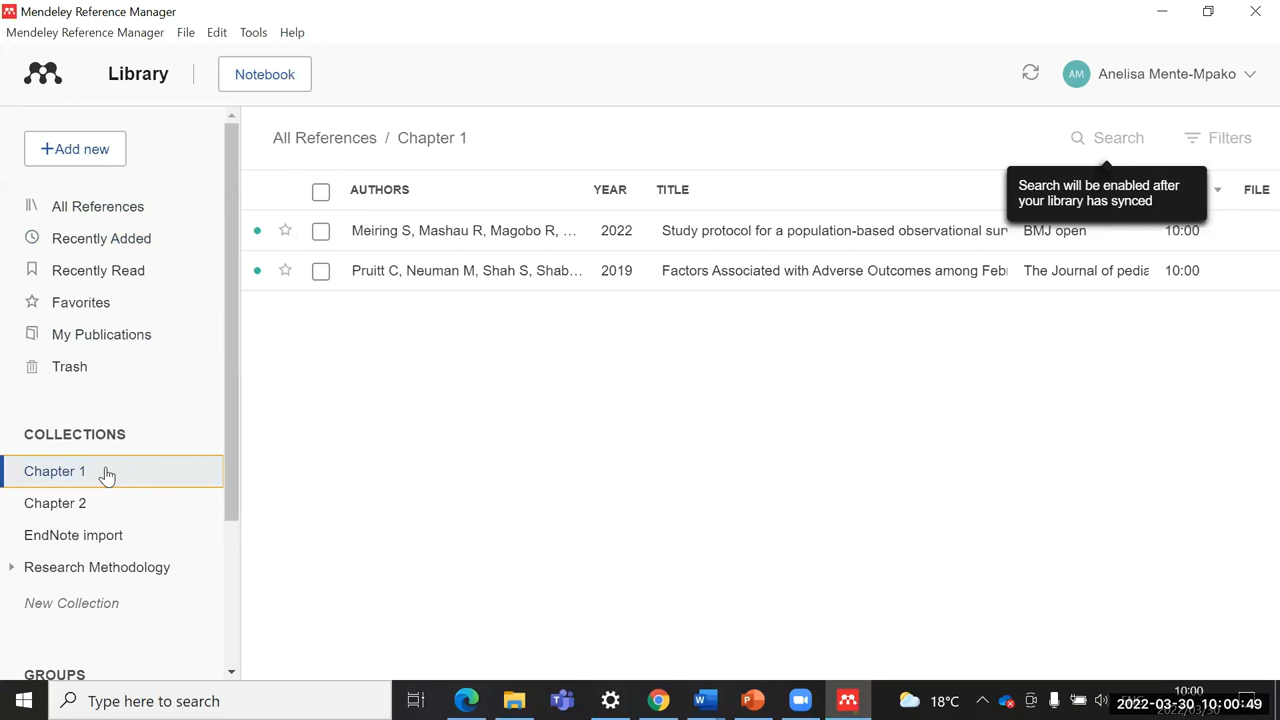 Mendeley Reference Manager
Mendeley Reference Manager File Edit Tools Help
Library Notebook AM Anelisa Mente-Mpako
+Add new
All References
Recently Added
Recently Read
Favorites
My Publications
Trash
COLLECTIONS
Chapter 1
Chapter 2
EndNote import
Research Methodology
New Collection
GROUPS
All References / Chapter 1 Search Filters
Search will be enabled after
your library has synced
AUTHORS YEAR TITLE FILE
Meiring S, Mashau R, Magobo R, ... 2022 Study protocol for a population-based observational sur BMJ open 10:00
Pruitt C, Neuman M, Shah S, Shab... 2019 Factors Associated with Adverse Outcomes among Feb The Journal of pedia 10:00
Type here to search 18°C ENG 10:00
2022-03-30 10:00:49
2022/03/30